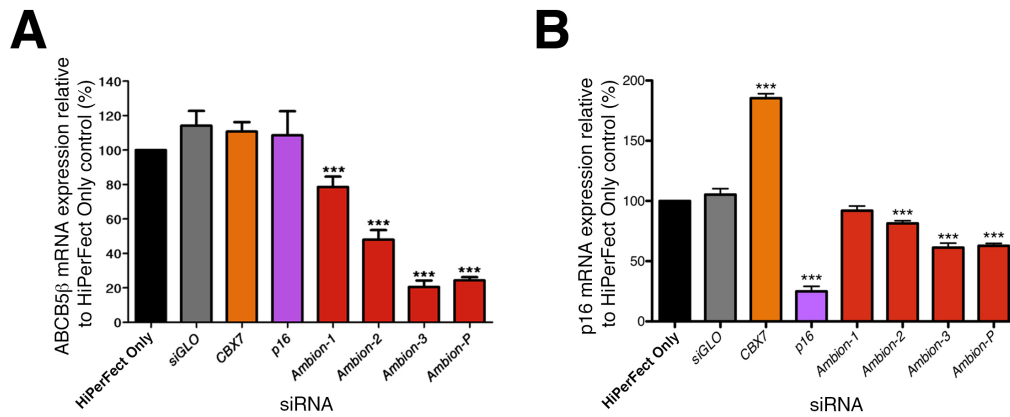 A
ABCB5β mRNA expression relative
to HiPerFect Only control (%)
140
120
100
80
60
40
20
0
***
***
***
***
HiPerFect Only
siGLO
CBX7
p16
Ambion-1
Ambion-2
Ambion-3
Ambion-P
siRNA
B
p16 mRNA expression relative
to HiPerFect Only control (%)
200
150
100
50
0
***
***
***
***
***
HiPerFect Only
siGLO
CBX7
p16
Ambion-1
Ambion-2
Ambion-3
Ambion-P
siRNA